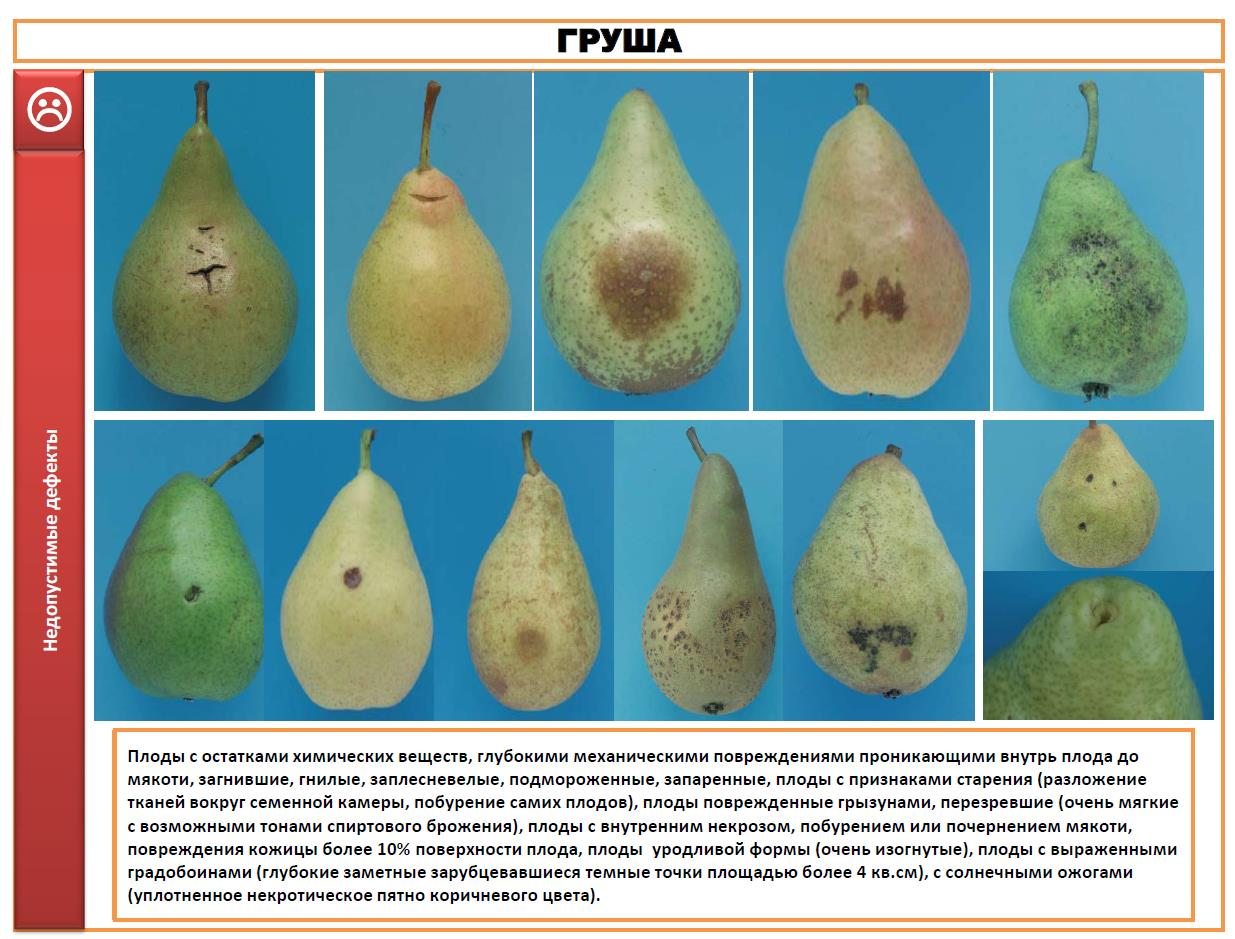 ГРУША
Недопустимые дефекты
Плоды с остатками химических веществ, глубокими механическими повреждениями проникающими внутрь плода до
мякоти, загнившие, гнилые, заплесневелые, подмороженные, запаренные, плоды с признаками старения (разложение
тканей вокруг семенной камеры, побурение самих плодов), плоды поврежденные грызунами, перезревшие (очень мягкие
с возможными тонами спиртового брожения), плоды с внутренним некрозом, побурением или почернением мякоти,
повреждения кожицы более 10% поверхности плода, плоды уродливой формы (очень изогнутые), плоды с выраженными
градобоинами (глубокие заметные зарубцевавшиеся темные точки площадью более 4 кв.см), с солнечными ожогами
(уплотненное некротическое пятно коричневого цвета).